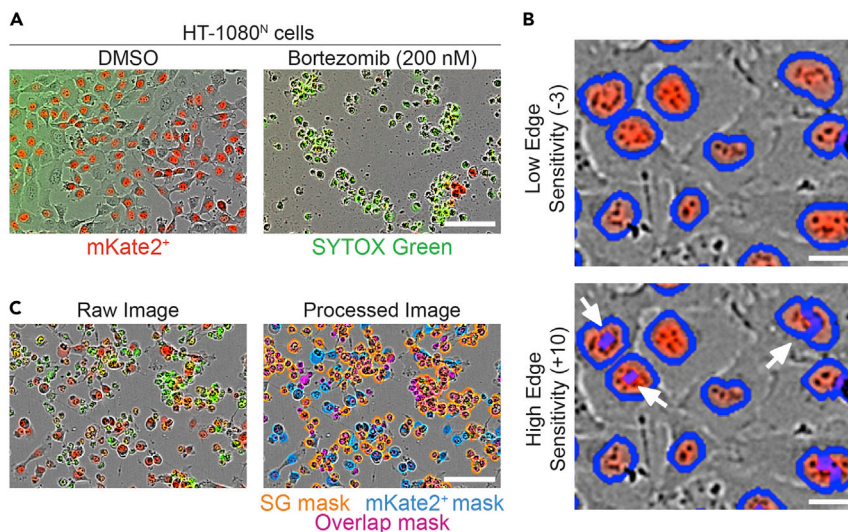 A
HT-1080ᴺ cells
DMSO
Bortezomib (200 nM)
mKate2⁺
SYTOX Green
B
Low Edge
Sensitivity (-3)
High Edge
Sensitivity (+10)
C
Raw Image
Processed Image
SG mask
mKate2⁺ mask
Overlap mask